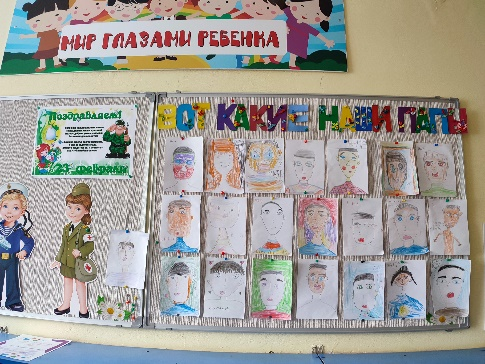 МИР ГЛАЗАМИ РЕБЕНКА
Поздравляем!
ВОТ КАКИЕ НАШИ ПАПЫ
23 февраля